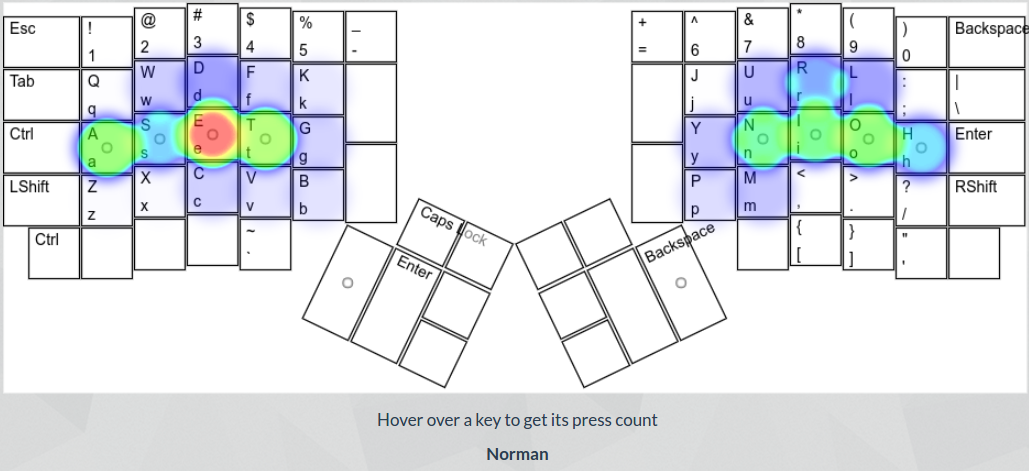 Esc ! @ # $ % _ + ^ & * ( ) Backspace
1 2 3 4 5 - = 6 7 8 9 0
Tab Q W D F K J U R L : |
q w d f k j u r l ; \
Ctrl A S E T G Y N I O H Enter
a s e t g y n i o h
LShift Z X C V B P M < > ? RShift
z x c v b p m , . /
Ctrl ~ { } "
` [ ] '
Caps Lock
Enter Backspace
Hover over a key to get its press count
Norman